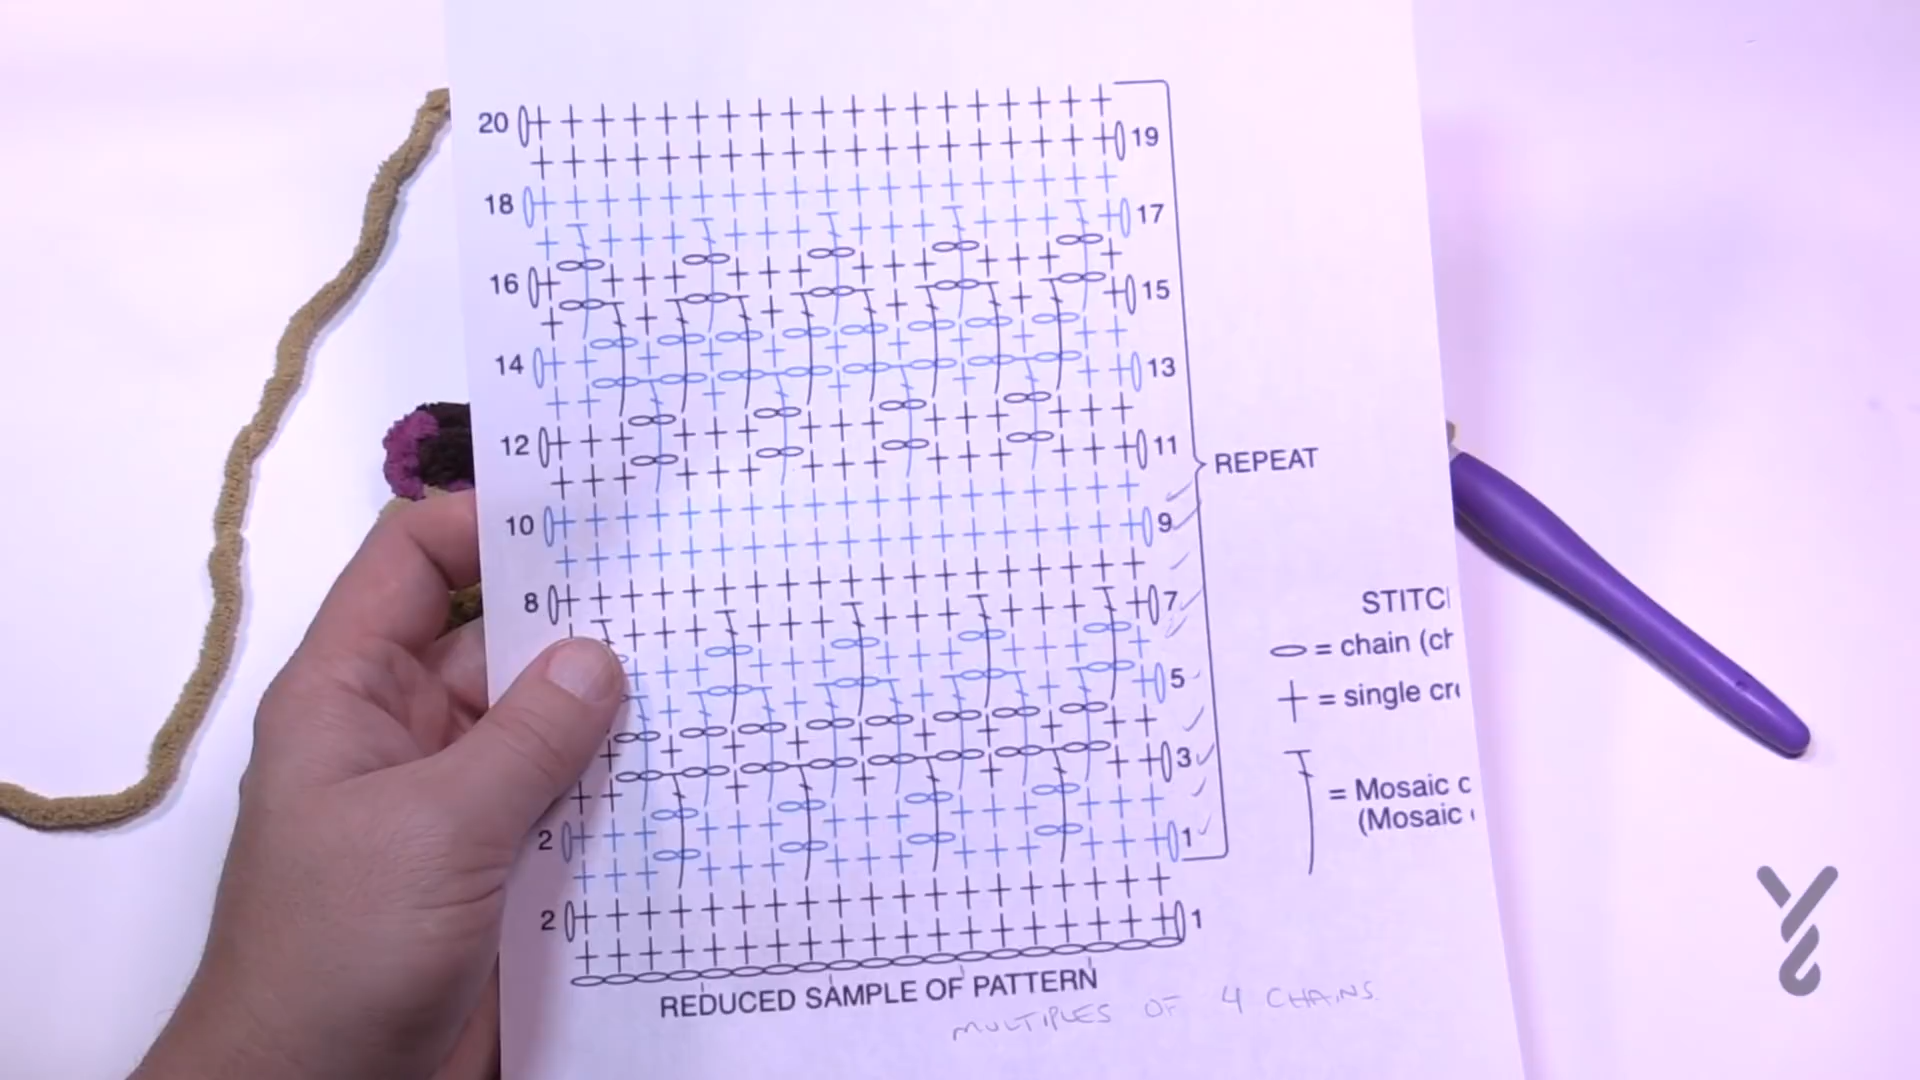 20
19
18
17
16
15
14
13
12
11
REPEAT
10
9
8
7
STITC
= chain (ch
5
= single cr
3
= Mosaic c
(Mosaic
2
1
2
1
REDUCED SAMPLE OF PATTERN
MULTIPLES OF 4 CHAINS.